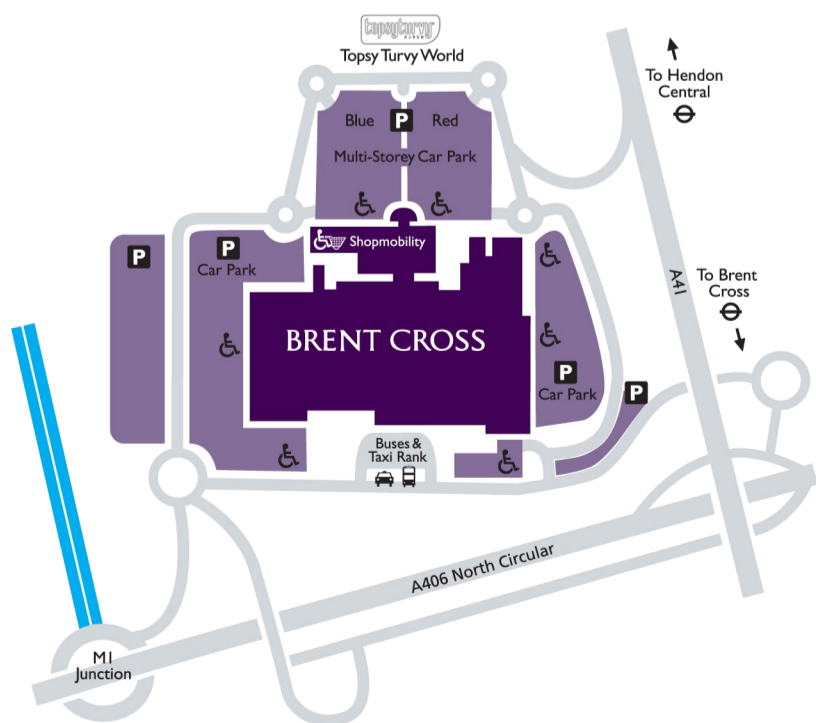 topsyturvy
WORLD
Topsy Turvy World
To Hendon
Central
Blue
P
Red
Multi-Storey Car Park
Shopmobility
P
P
Car Park
A41
To Brent
Cross
BRENT CROSS
P
Car Park
P
Buses &
Taxi Rank
A406 North Circular
M1
Junction